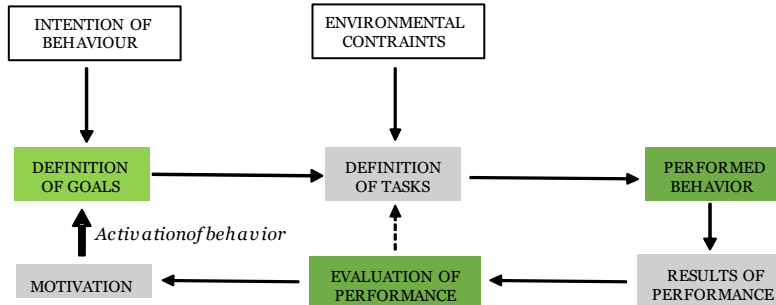 INTENTION OF
BEHAVIOUR
ENVIRONMENTAL
CONTRAINTS
DEFINITION
OF GOALS
DEFINITION
OF TASKS
PERFORMED
BEHAVIOR
Activationofbehavior
MOTIVATION
EVALUATION OF
PERFORMANCE
RESULTS OF
PERFORMANCE